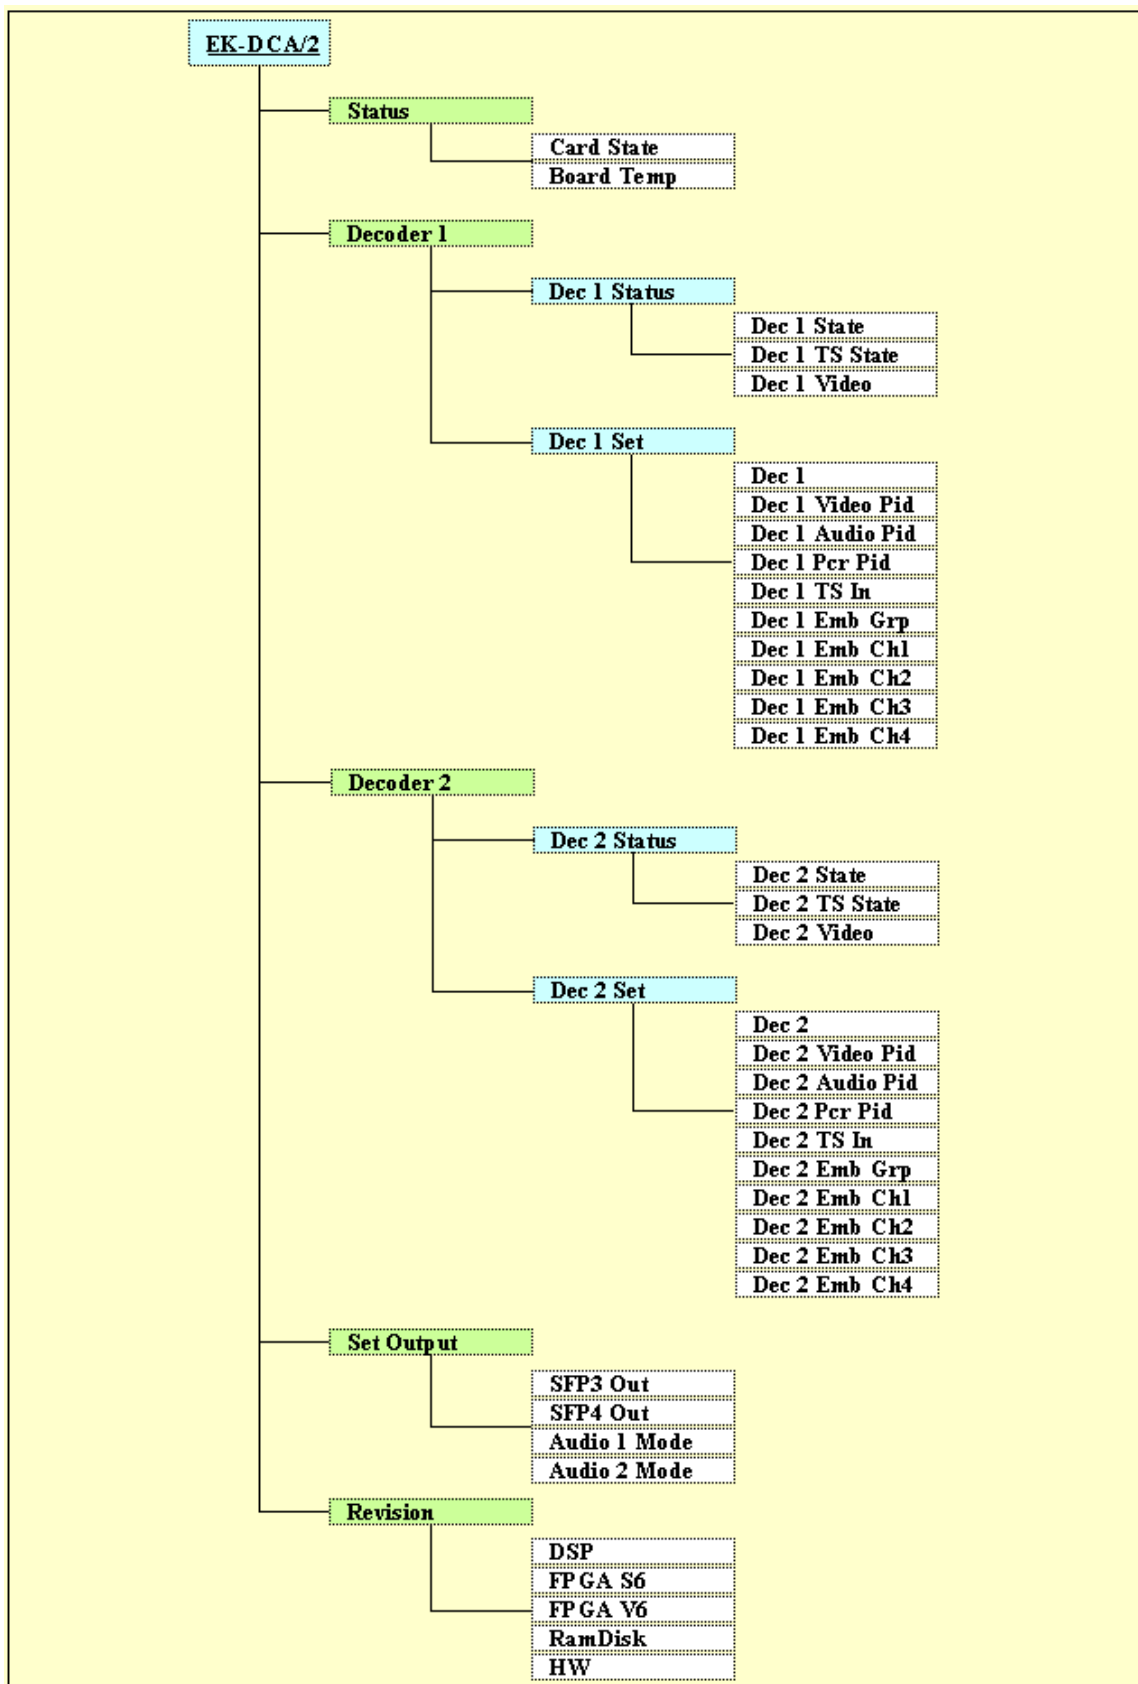 EK-DCA/2
Status
Card State
Board Temp
Decoder 1
Dec 1 Status
Dec 1 State
Dec 1 TS State
Dec 1 Video
Dec 1 Set
Dec 1
Dec 1 Video Pid
Dec 1 Audio Pid
Dec 1 Pcr Pid
Dec 1 TS In
Dec 1 Emb Grp
Dec 1 Emb Ch1
Dec 1 Emb Ch2
Dec 1 Emb Ch3
Dec 1 Emb Ch4
Decoder 2
Dec 2 Status
Dec 2 State
Dec 2 TS State
Dec 2 Video
Dec 2 Set
Dec 2
Dec 2 Video Pid
Dec 2 Audio Pid
Dec 2 Pcr Pid
Dec 2 TS In
Dec 2 Emb Grp
Dec 2 Emb Ch1
Dec 2 Emb Ch2
Dec 2 Emb Ch3
Dec 2 Emb Ch4
Set Output
SFP3 Out
SFP4 Out
Audio 1 Mode
Audio 2 Mode
Revision
DSP
FPGA S6
FPGA V6
RamDisk
HW